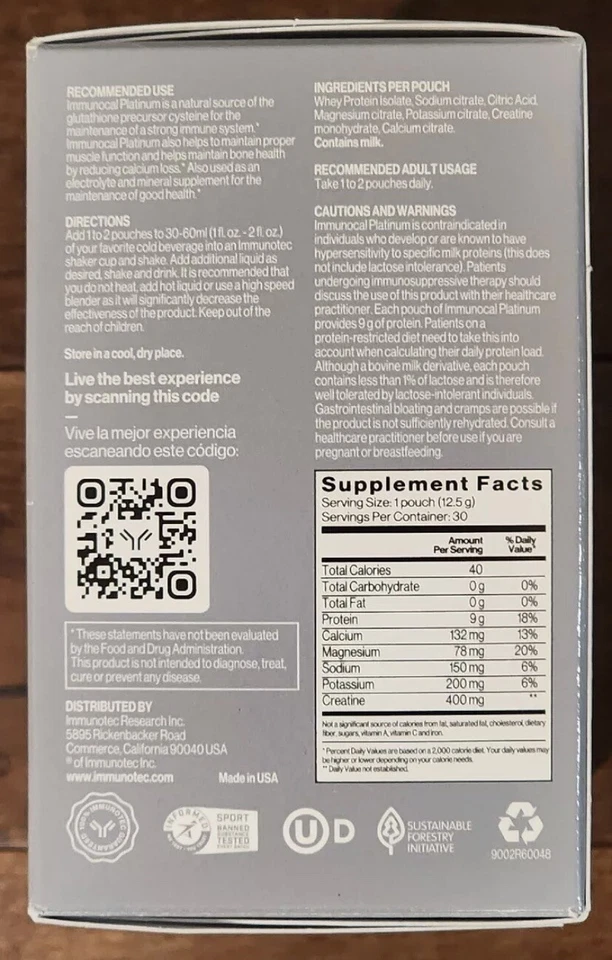 RECOMMENDED USE
Immunocal Platinum is a natural source of the
glutathione precursor cysteine for the
maintenance of a strong immune system.*
Immunocal Platinum also helps to maintain proper
muscle function and helps maintain bone health
by reducing calcium loss.* Also used as an
electrolyte and mineral supplement for the
maintenance of good health.*
DIRECTIONS
Add 1 to 2 pouches to 30-60ml (1 fl. oz. - 2 fl. oz.)
of your favorite cold beverage into an Immunotec
shaker cup and shake. Add additional liquid as
desired, shake and drink. It is recommended that
you do not heat, add hot liquid or use a high speed
blender as it will significantly decrease the
effectiveness of the product. Keep out of the
reach of children.
Store in a cool, dry place.
Live the best experience
by scanning this code
Vive la mejor experiencia
escaneando este código:
* These statements have not been evaluated
by the Food and Drug Administration.
This product is not intended to diagnose, treat,
cure or prevent any disease.
DISTRIBUTED BY
Immunotec Research Inc.
5895 Rickenbacker Road
Commerce, California 90040 USA
® of Immunotec Inc.
www.immunotec.com Made in USA
INGREDIENTS PER POUCH
Whey Protein Isolate, Sodium citrate, Citric Acid,
Magnesium citrate, Potassium citrate, Creatine
monohydrate, Calcium citrate.
Contains milk.
RECOMMENDED ADULT USAGE
Take 1 to 2 pouches daily.
CAUTIONS AND WARNINGS
Immunocal Platinum is contraindicated in
individuals who develop or are known to have
hypersensitivity to specific milk proteins (this does
not include lactose intolerance). Patients
undergoing immunosuppressive therapy should
discuss the use of this product with their healthcare
practitioner. Each pouch of Immunocal Platinum
provides 9 g of protein. Patients on a
protein-restricted diet need to take this into
account when calculating their daily protein load.
Although a bovine milk derivative, each pouch
contains less than 1% of lactose and is therefore
well tolerated by lactose-intolerant individuals.
Gastrointestinal bloating and cramps are possible if
the product is not sufficiently rehydrated. Consult a
healthcare practitioner before use if you are
pregnant or breastfeeding.
Supplement Facts
Serving Size: 1 pouch (12.5 g)
Servings Per Container: 30
Amount Per Serving % Daily Value*
Total Calories 40
Total Carbohydrate 0 g 0%
Total Fat 0 g 0%
Protein 9 g 18%
Calcium 132 mg 13%
Magnesium 78 mg 20%
Sodium 150 mg 6%
Potassium 200 mg 6%
Creatine 400 mg **
Not a significant source of calories from fat, saturated fat, cholesterol, dietary
fiber, sugars, vitamin A, vitamin C and iron.
* Percent Daily Values are based on a 2,000 calorie diet. Your daily values may
be higher or lower depending on your calorie needs.
** Daily Value not established.
100% IMMUNOTEC GUARANTEED
INFORMED SPORT
BANNED
SUBSTANCE
TESTED
U D
SUSTAINABLE
FORESTRY
INITIATIVE
9002R60048